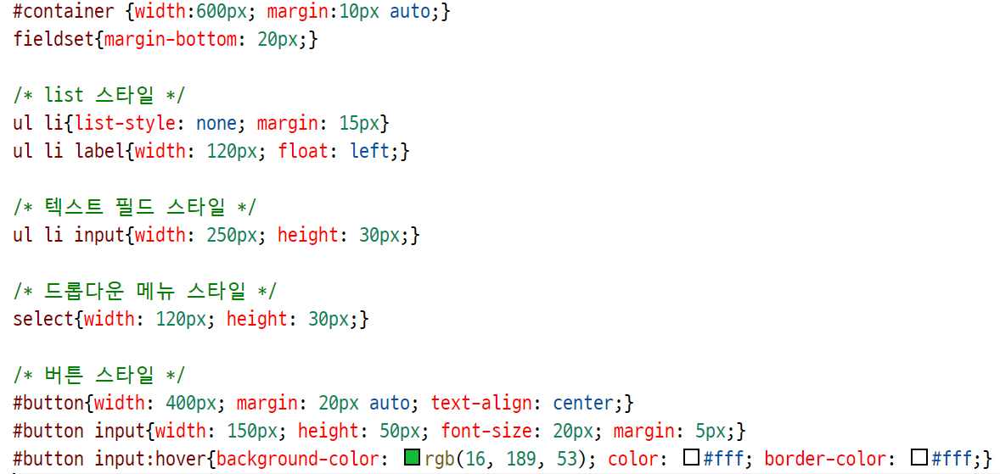 #container {width:600px; margin:10px auto;}
fieldset{margin-bottom: 20px;}
/* list 스타일 */
ul li{list-style: none; margin: 15px}
ul li label{width: 120px; float: left;}
/* 텍스트 필드 스타일 */
ul li input{width: 250px; height: 30px;}
/* 드롭다운 메뉴 스타일 */
select{width: 120px; height: 30px;}
/* 버튼 스타일 */
#button{width: 400px; margin: 20px auto; text-align: center;}
#button input{width: 150px; height: 50px; font-size: 20px; margin: 5px;}
#button input:hover{background-color: rgb(16, 189, 53); color: #fff; border-color: #fff;}